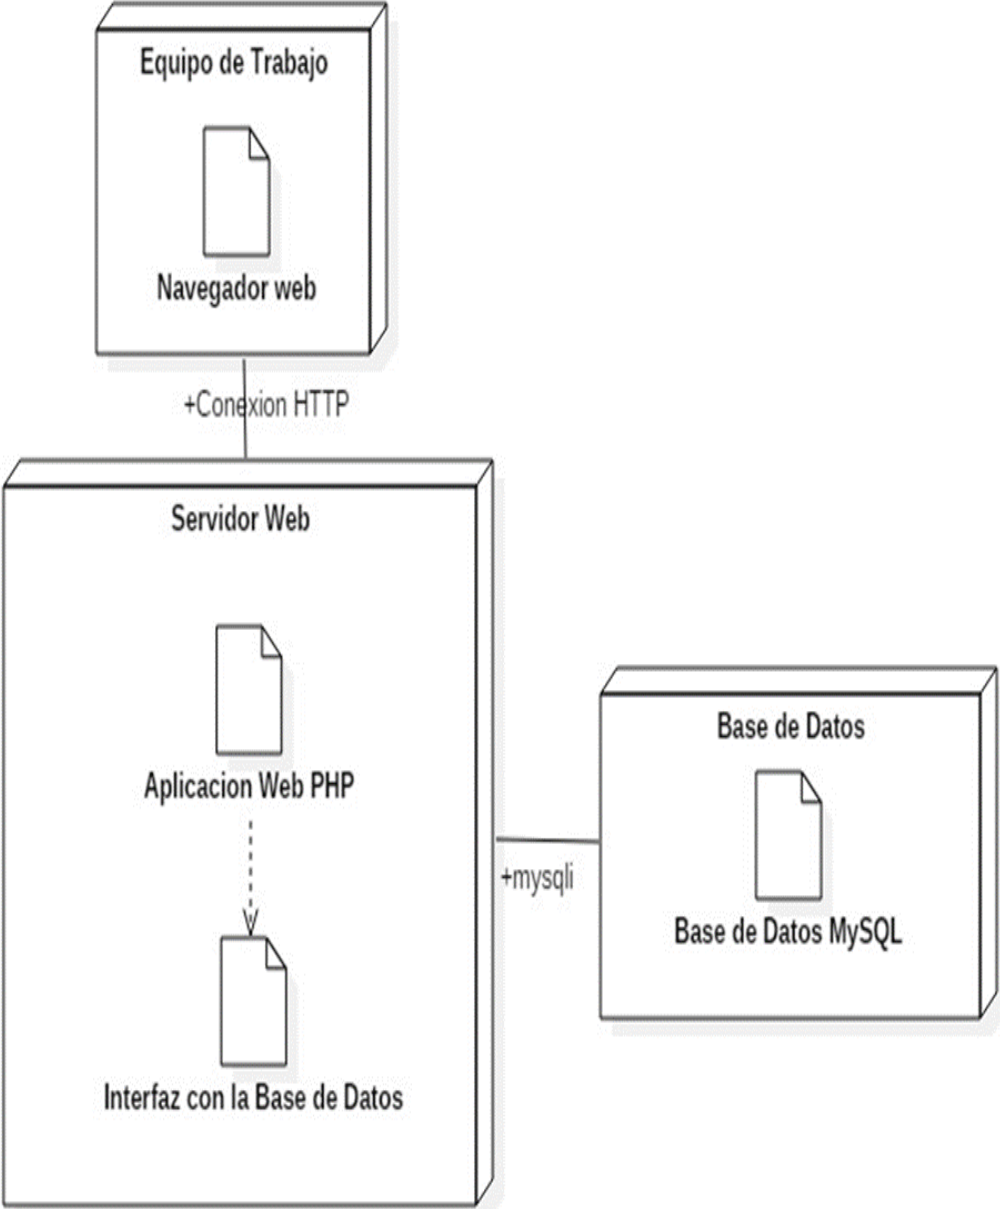 Equipo de Trabajo
Navegador web
+Conexion HTTP
Servidor Web
Aplicacion Web PHP
Interfaz con la Base de Datos
+mysqli
Base de Datos
Base de Datos MySQL